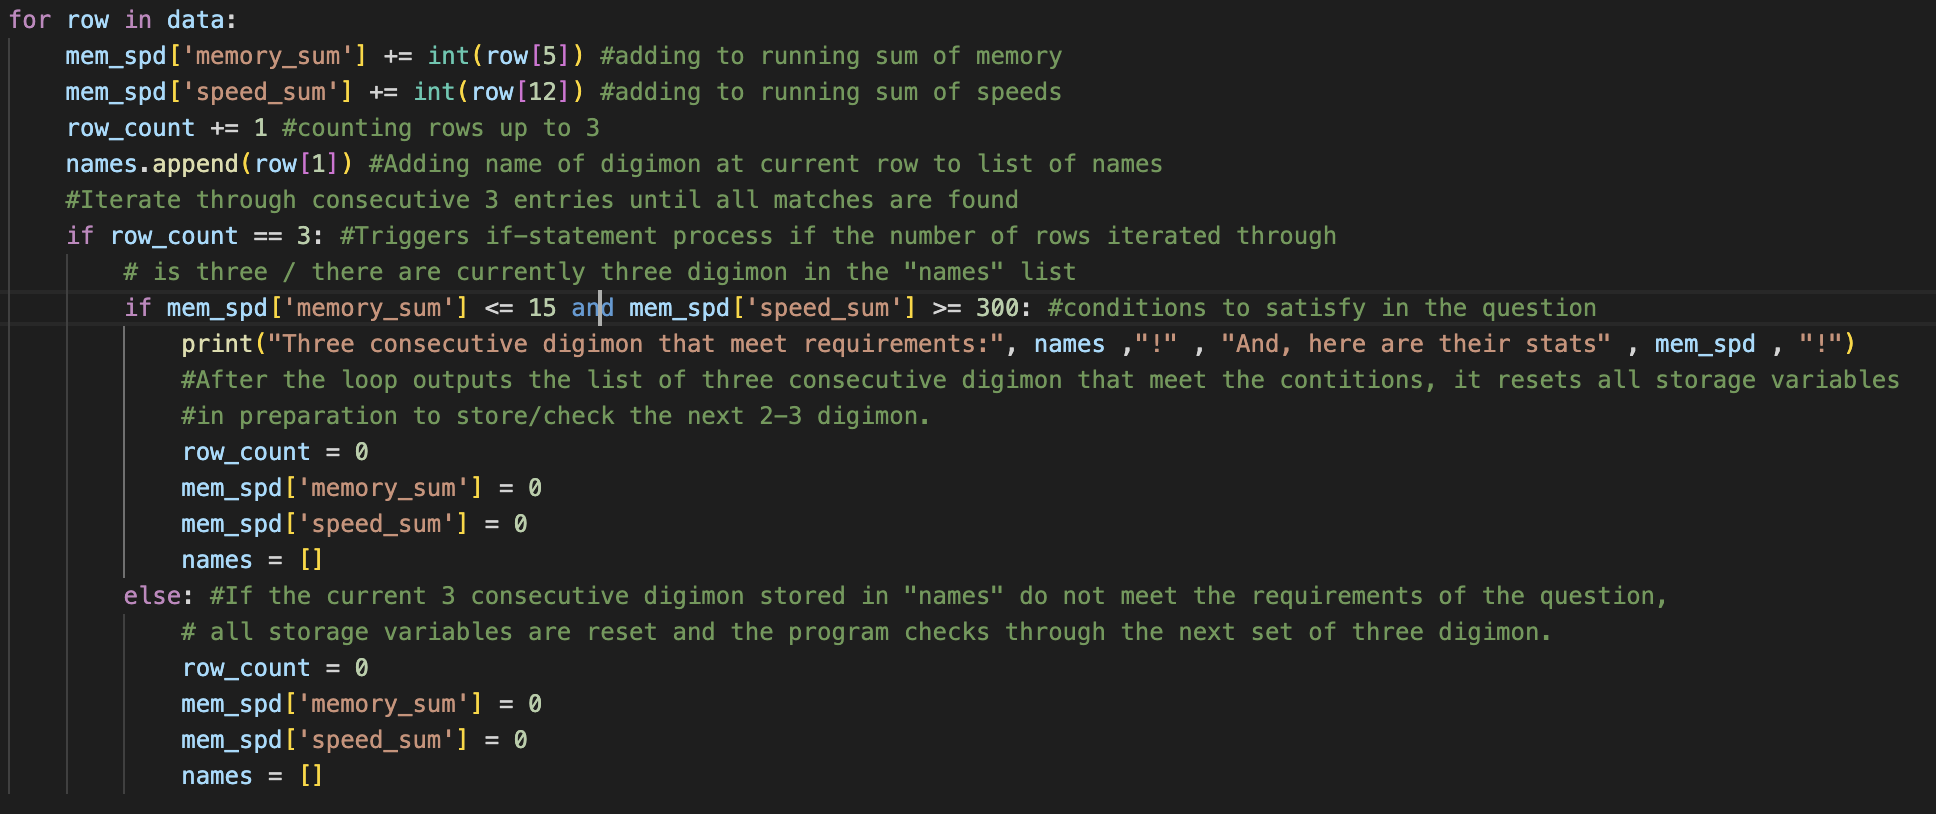 for row in data:
    mem_spd['memory_sum'] += int(row[5]) #adding to running sum of memory
    mem_spd['speed_sum'] += int(row[12]) #adding to running sum of speeds
    row_count += 1 #counting rows up to 3
    names.append(row[1]) #Adding name of digimon at current row to list of names
    #Iterate through consecutive 3 entries until all matches are found
    if row_count == 3: #Triggers if-statement process if the number of rows iterated through
        # is three / there are currently three digimon in the "names" list
        if mem_spd['memory_sum'] <= 15 and mem_spd['speed_sum'] >= 300: #conditions to satisfy in the question
            print("Three consecutive digimon that meet requirements:", names ,"!" , "And, here are their stats" , mem_spd , "!")
            #After the loop outputs the list of three consecutive digimon that meet the contitions, it resets all storage variables
            #in preparation to store/check the next 2-3 digimon.
            row_count = 0
            mem_spd['memory_sum'] = 0
            mem_spd['speed_sum'] = 0
            names = []
        else: #If the current 3 consecutive digimon stored in "names" do not meet the requirements of the question,
            # all storage variables are reset and the program checks through the next set of three digimon.
            row_count = 0
            mem_spd['memory_sum'] = 0
            mem_spd['speed_sum'] = 0
            names = []